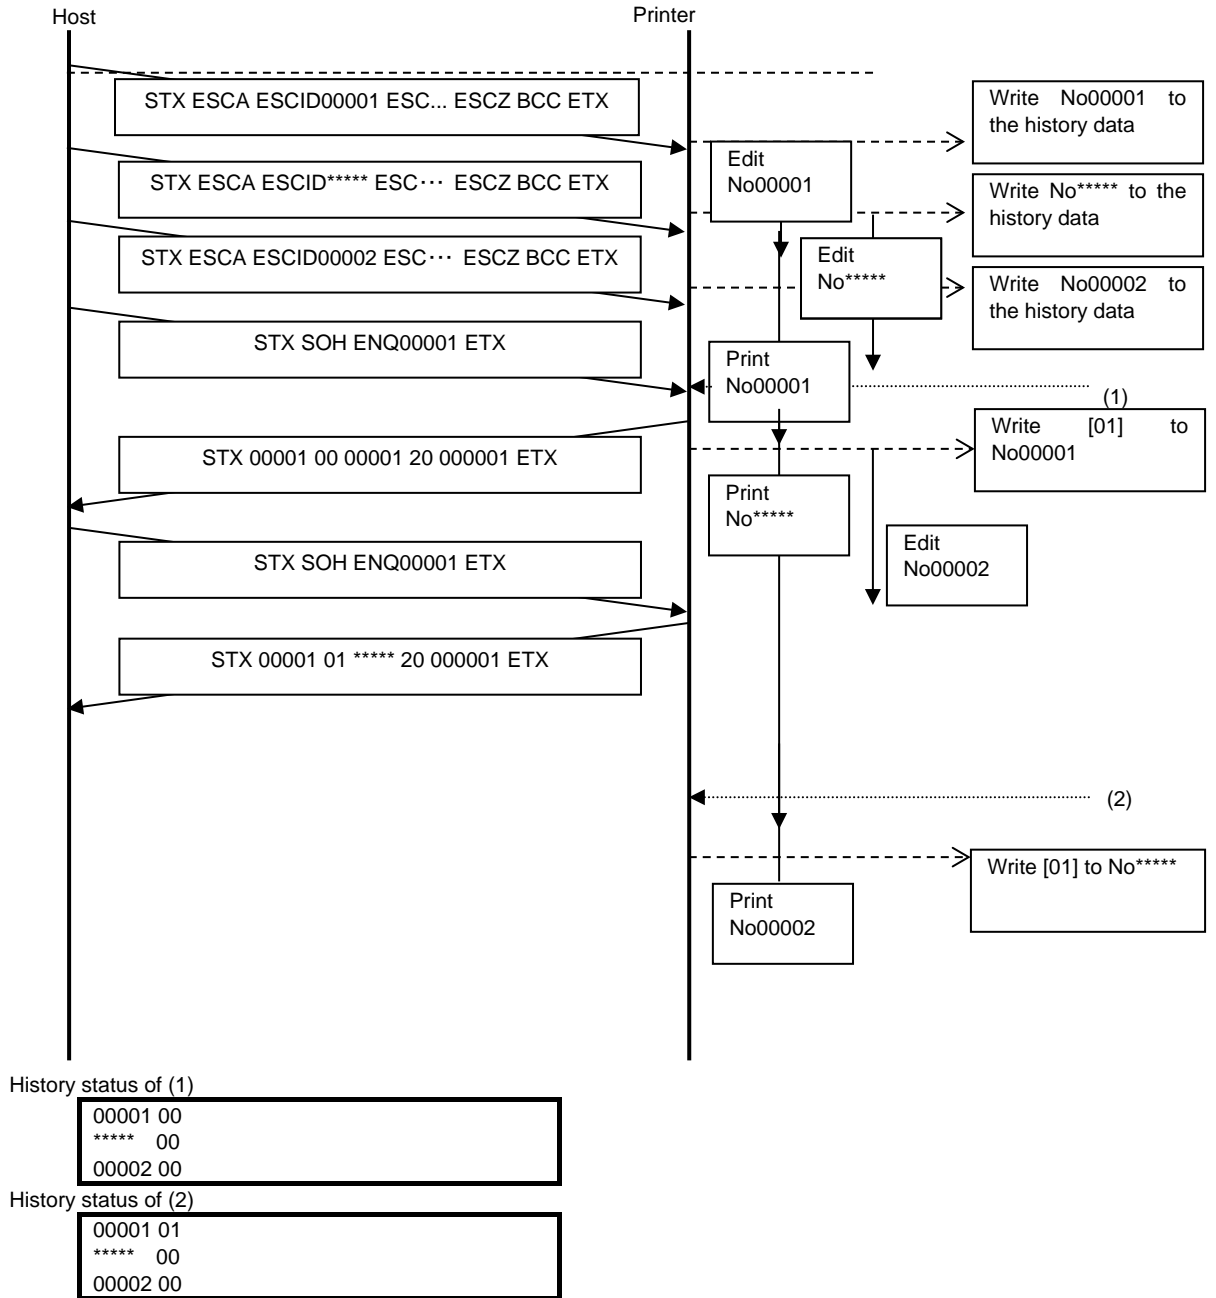 Host
Printer
STX ESCA ESCID00001 ESC... ESCZ BCC ETX
Write No00001 to
the history data
Edit
No00001
STX ESCA ESCID***** ESC··· ESCZ BCC ETX
Write No***** to the
history data
STX ESCA ESCID00002 ESC··· ESCZ BCC ETX
Edit
No*****
Write No00002 to
the history data
STX SOH ENQ00001 ETX
Print
No00001
(1)
STX 00001 00 00001 20 000001 ETX
Write [01] to
No00001
Print
No*****
STX SOH ENQ00001 ETX
Edit
No00002
STX 00001 01 ***** 20 000001 ETX
(2)
Write [01] to No*****
Print
No00002
History status of (1)
00001 00
***** 00
00002 00
History status of (2)
00001 01
***** 00
00002 00